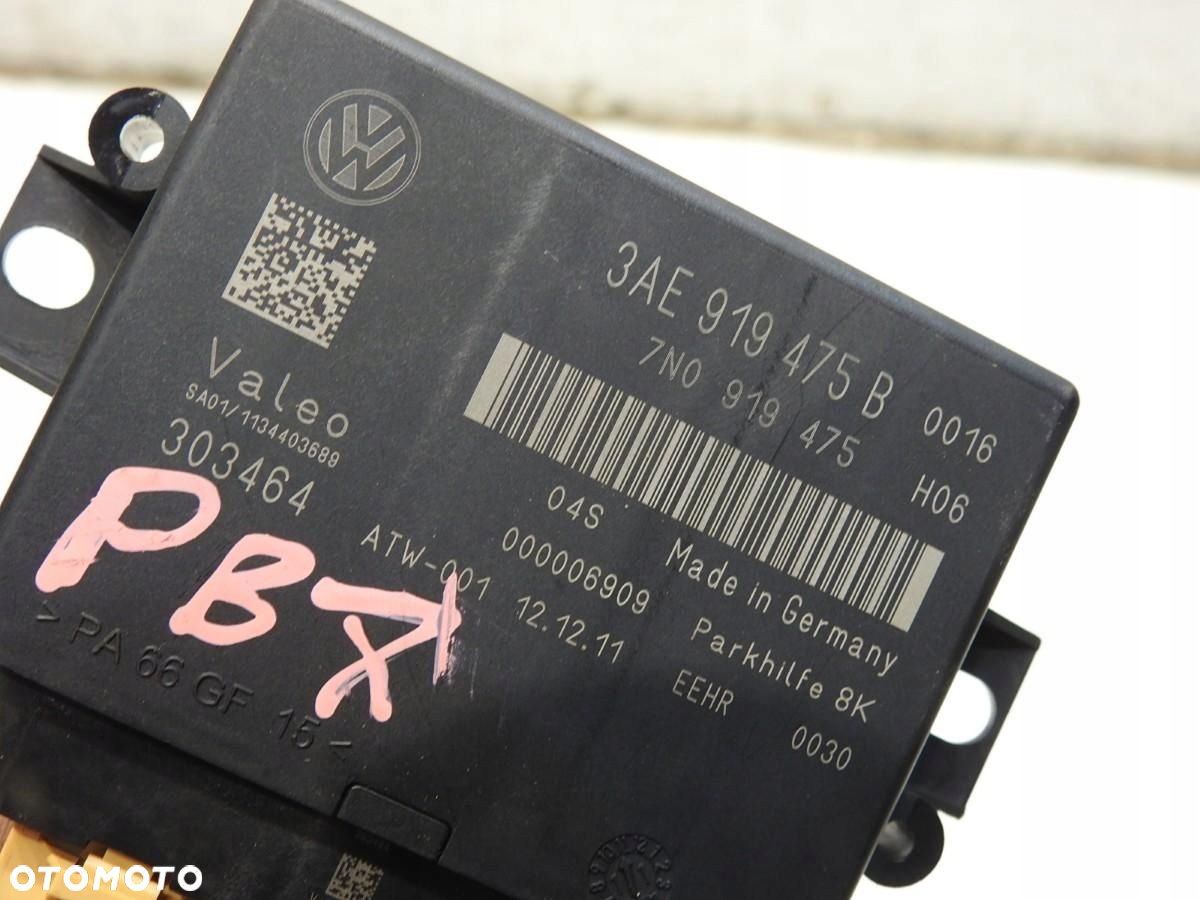 3AE 919 475 B 0016
7N0 919 475 H06
Valeo
SA01/1134403689
303464
04S Made in Germany
00006909 Parkhilfe 8K
ATW-001 12.12.11 EEHR 0030
PB7
> PA 66 GF 15 <
OTOMOTO